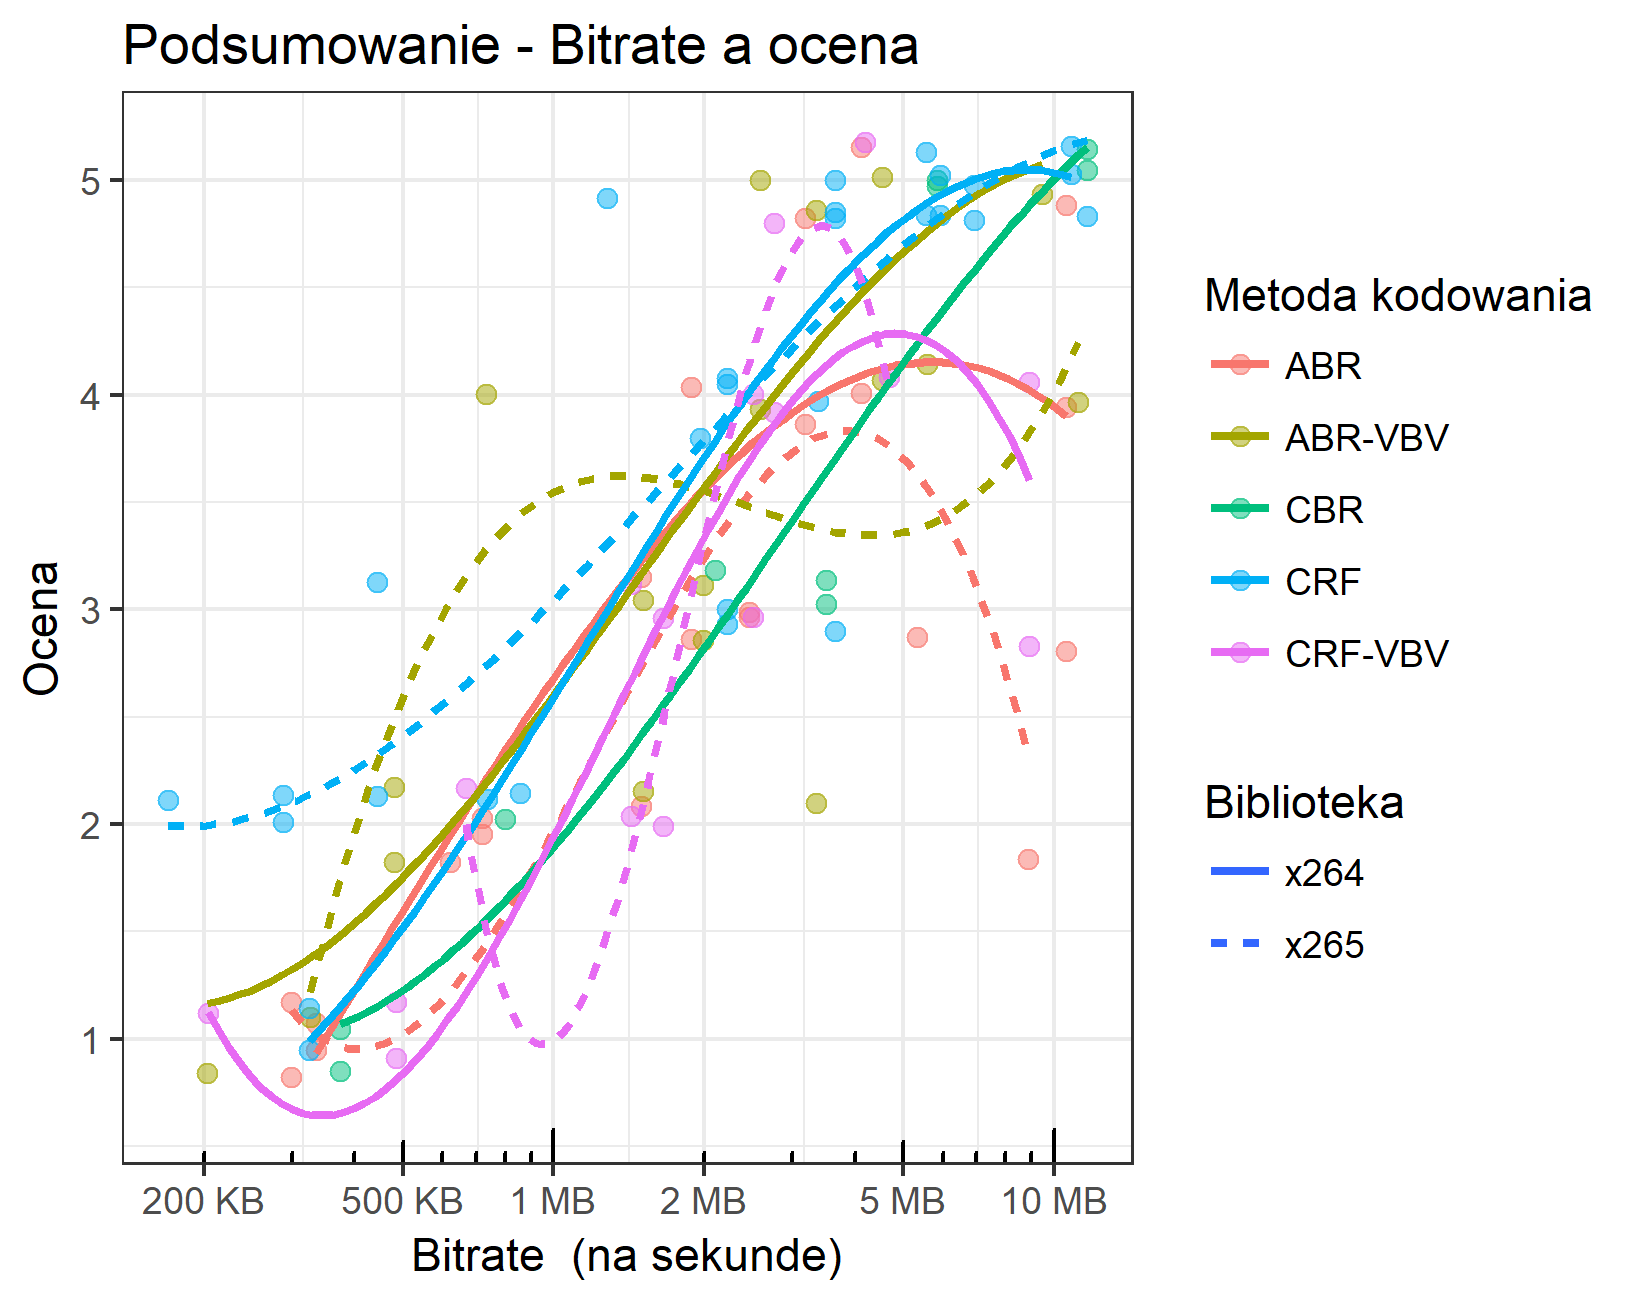 Podsumowanie - Bitrate a ocena
Ocena
5
4
3
2
1
200 KB 500 KB 1 MB 2 MB 5 MB 10 MB
Bitrate  (na sekunde)
Metoda kodowania
ABR
ABR-VBV
CBR
CRF
CRF-VBV
Biblioteka
x264
x265